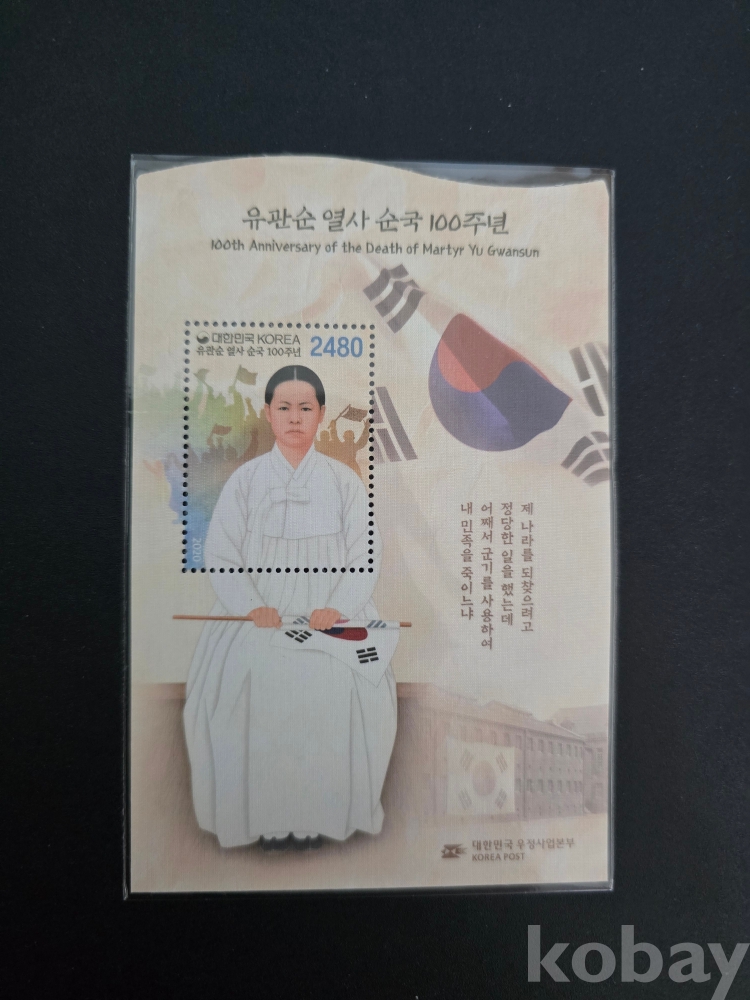 유관순 열사 순국 100주년
100th Anniversary of the Death of Martyr Yu Gwansun
대한민국 KOREA
유관순 열사 순국 100주년
2480
2020
제 나라를 되찾으려고
정당한 일을 했는데
어째서 군기를 사용하여
내 민족을 죽이느냐
대한민국 우정사업본부
KOREA POST
kobay